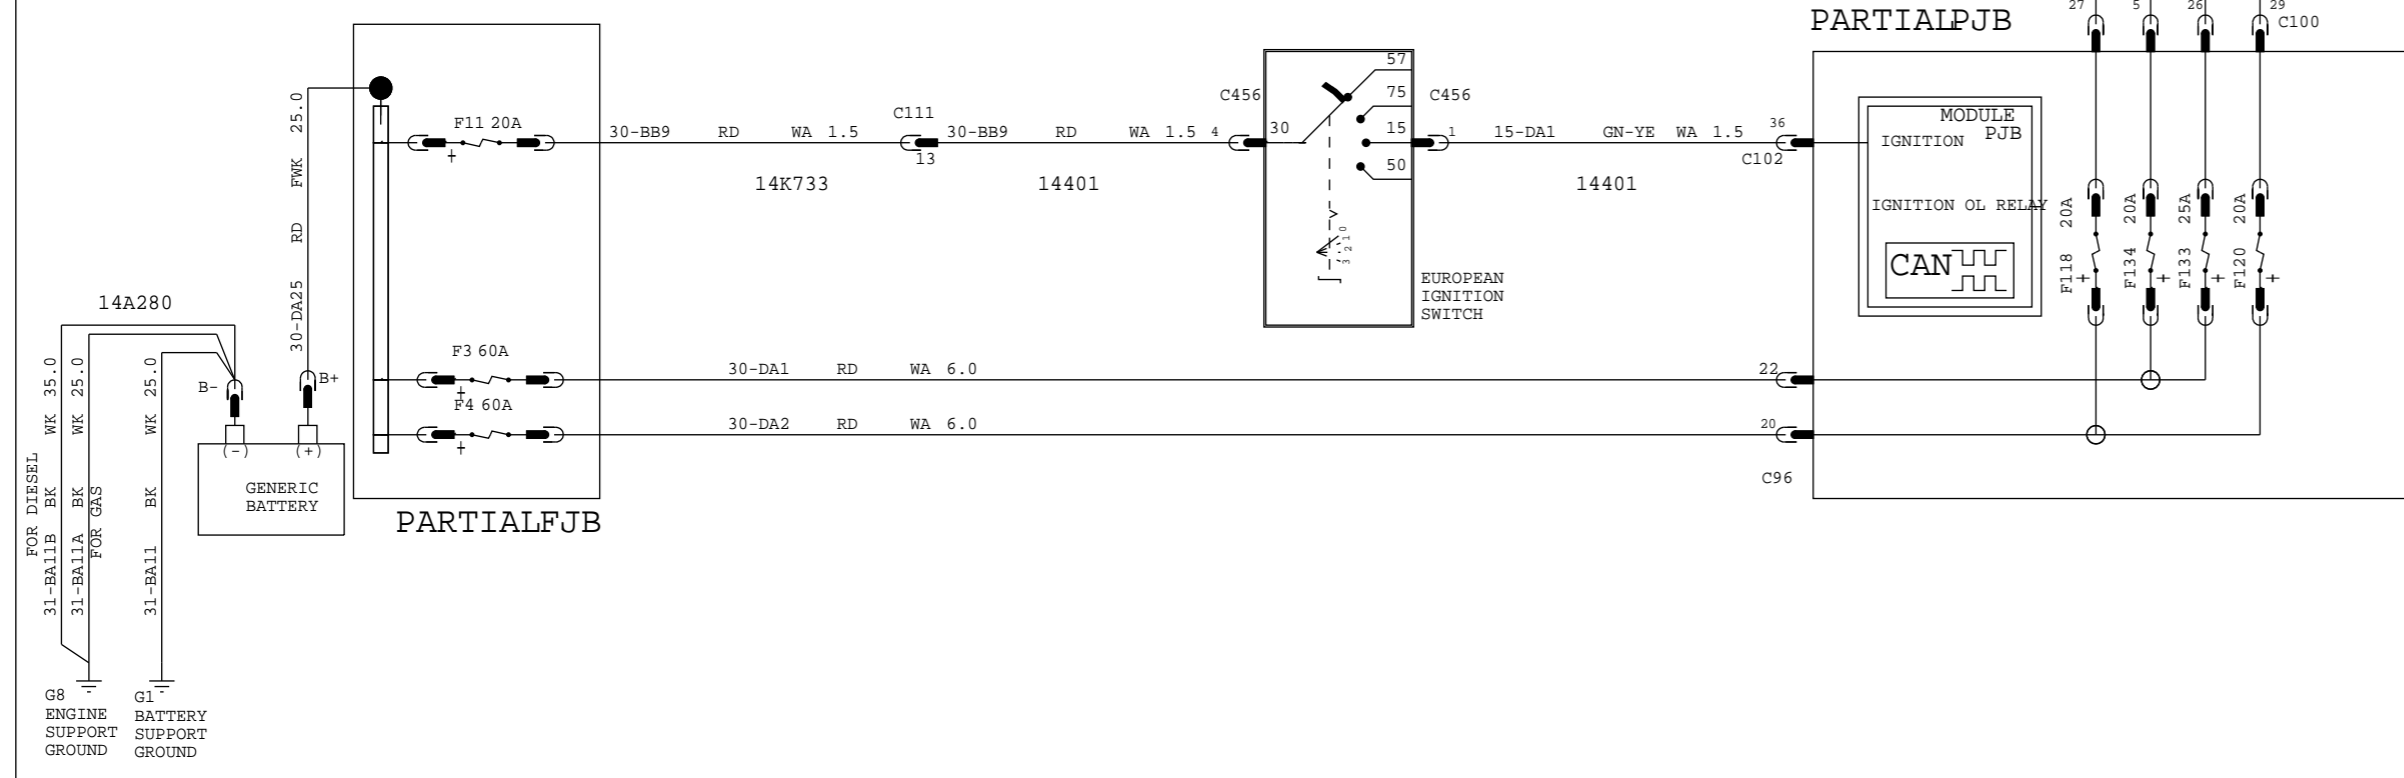 PARTIALPJB
27
5
26
29
C100
25.0
FWK
RD
30-DA25
F11 20A
30-BB9 RD WA 1.5
C111
13
30-BB9 RD WA 1.5 4
C456
30
57
75
15
50
C456
1
15-DA1 GN-YE WA 1.5
36
C102
MODULE
PJB
IGNITION
IGNITION OL RELAY
CAN
F118 20A
F134 20A
F133 25A
F120 20A
14K733
14401
14401
3 2 1 0
EUROPEAN
IGNITION
SWITCH
14A280
B-
B+
F3 60A
30-DA1 RD WA 6.0
22
F4 60A
30-DA2 RD WA 6.0
20
C96
(-)
(+)
GENERIC
BATTERY
PARTIALFJB
FOR DIESEL
31-BA11B BK WK 35.0
31-BA11A BK WK 25.0
FOR GAS
31-BA11 BK WK 25.0
G8
ENGINE
SUPPORT
GROUND
G1
BATTERY
SUPPORT
GROUND